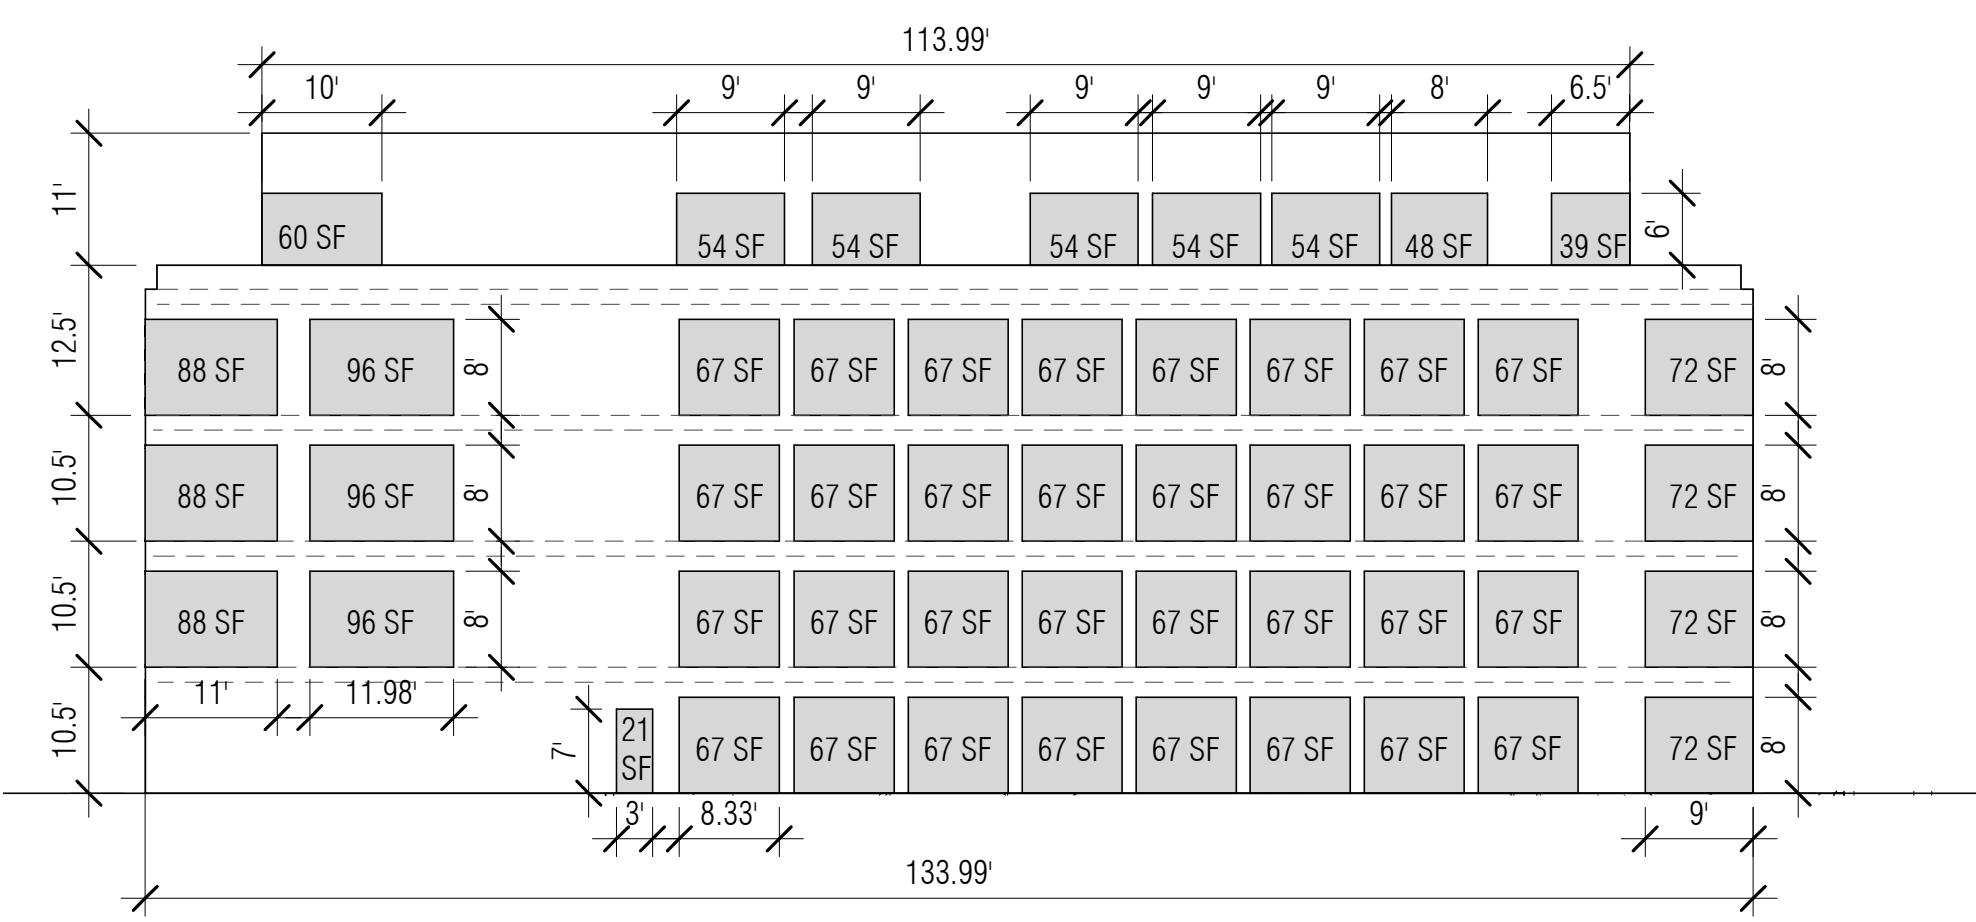 113.99'
10' 9' 9' 9' 9' 9' 8' 6.5'
11'
60 SF 54 SF 54 SF 54 SF 54 SF 54 SF 48 SF 39 SF 6'
12.5'
88 SF 96 SF 8' 67 SF 67 SF 67 SF 67 SF 67 SF 67 SF 67 SF 67 SF 72 SF 8'
10.5'
88 SF 96 SF 8' 67 SF 67 SF 67 SF 67 SF 67 SF 67 SF 67 SF 67 SF 72 SF 8'
10.5'
88 SF 96 SF 8' 67 SF 67 SF 67 SF 67 SF 67 SF 67 SF 67 SF 67 SF 72 SF 8'
11' 11.98'
10.5'
7' 21
SF 67 SF 67 SF 67 SF 67 SF 67 SF 67 SF 67 SF 67 SF 72 SF 8'
3' 8.33' 9'
133.99'